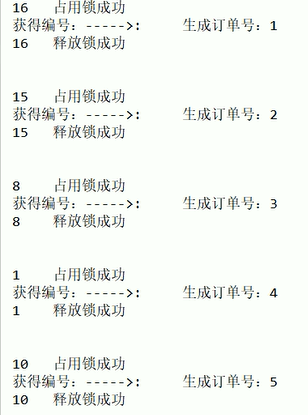 16 占用锁成功
获得编号：----->: 生成订单号：1
16 释放锁成功
15 占用锁成功
获得编号：----->: 生成订单号：2
15 释放锁成功
8 占用锁成功
获得编号：----->: 生成订单号：3
8 释放锁成功
1 占用锁成功
获得编号：----->: 生成订单号：4
1 释放锁成功
10 占用锁成功
获得编号：----->: 生成订单号：5
10 释放锁成功